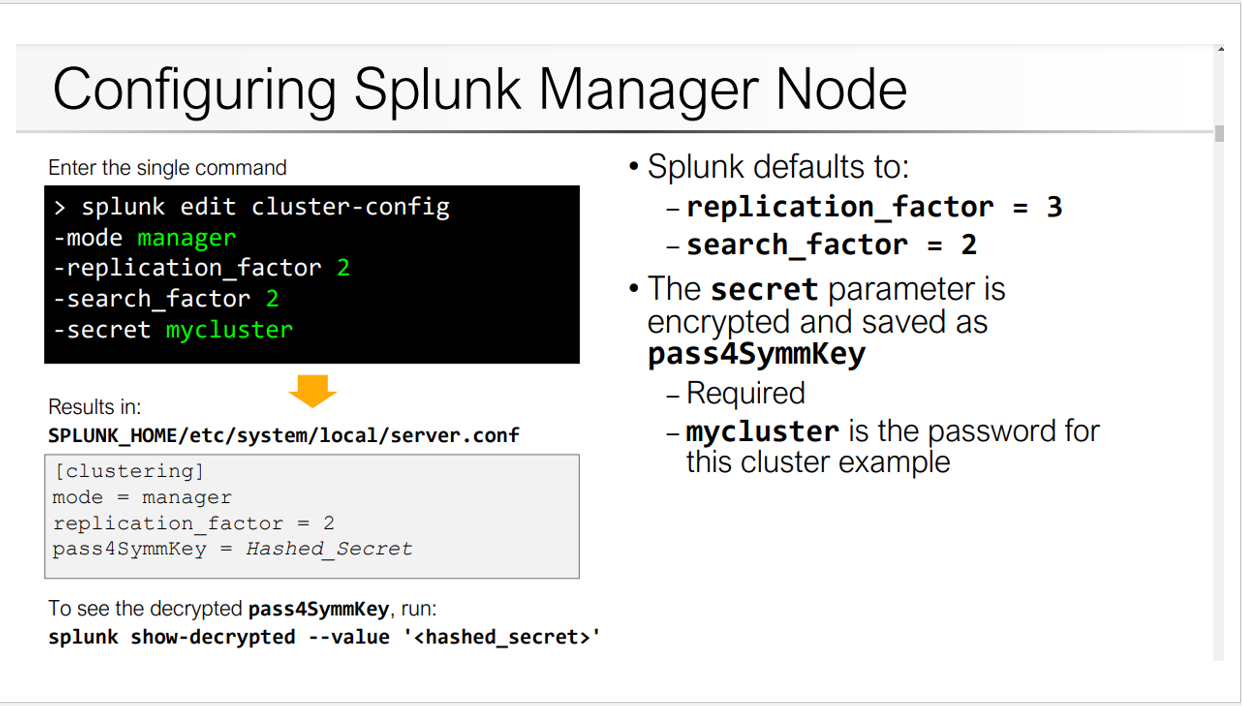 Configuring Splunk Manager Node
Enter the single command
> splunk edit cluster-config
-mode manager
-replication_factor 2
-search_factor 2
-secret mycluster
Results in:
SPLUNK_HOME/etc/system/local/server.conf
[clustering]
mode = manager
replication_factor = 2
pass4SymmKey = Hashed_Secret
To see the decrypted pass4SymmKey, run:
splunk show-decrypted --value '<hashed_secret>'
• Splunk defaults to:
– replication_factor = 3
– search_factor = 2
• The secret parameter is
encrypted and saved as
pass4SymmKey
– Required
– mycluster is the password for
this cluster example